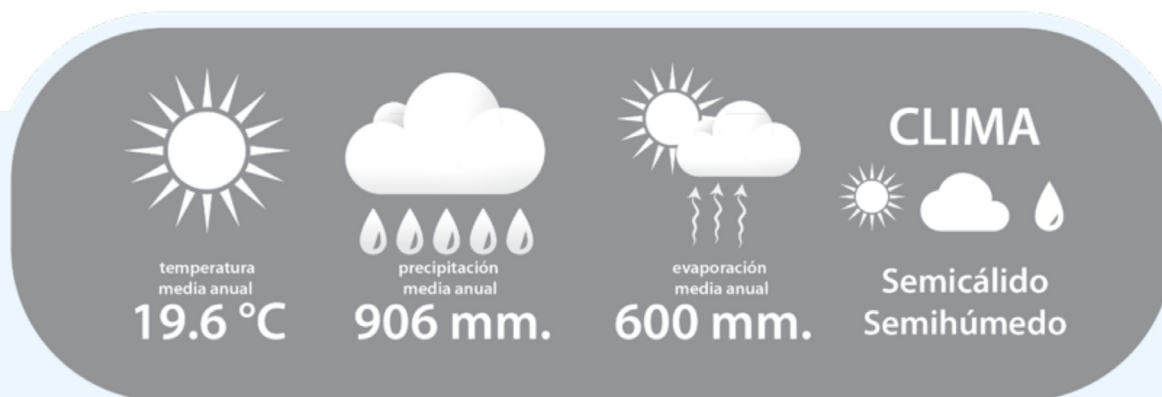 temperatura
media anual
19.6 °C
precipitación
media anual
906 mm.
evaporación
media anual
600 mm.
CLIMA
Semicálido
Semihúmedo